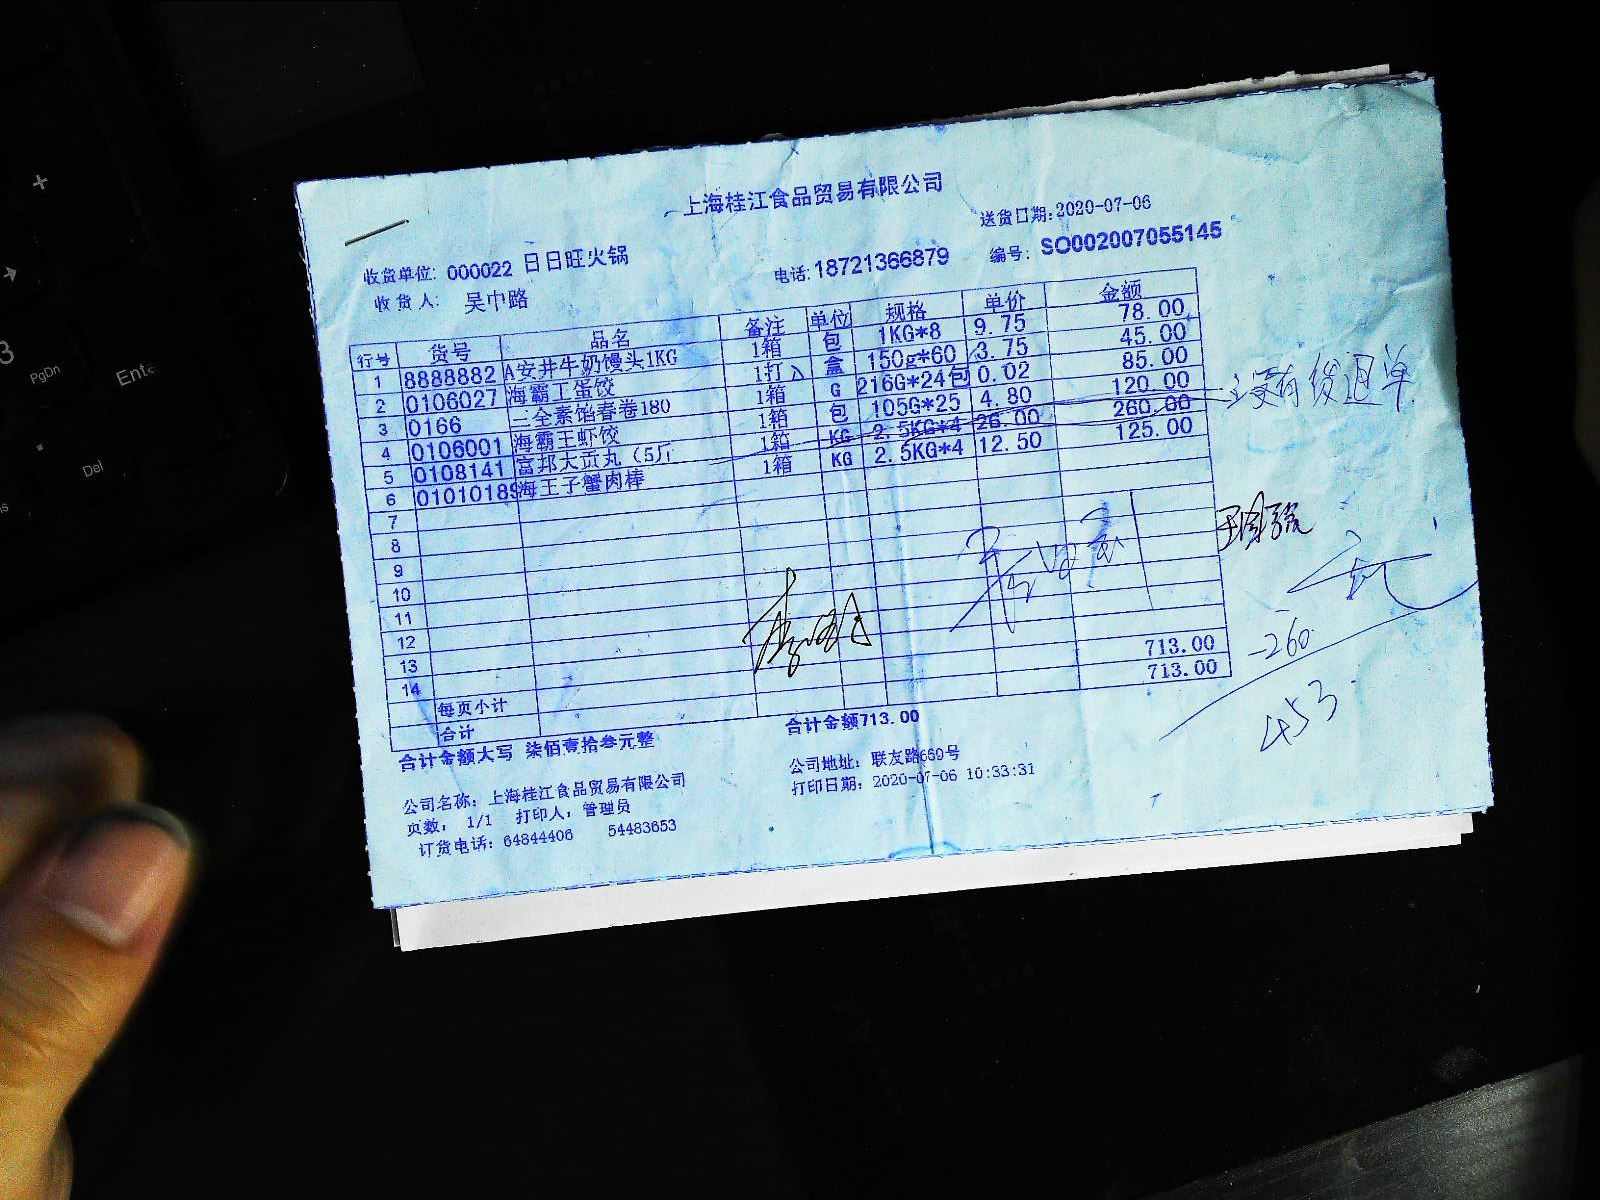 上海桂江食品贸易有限公司
送货日期:2020-07-06
收货单位: 000022 日日旺火锅 电话:18721366879 编号: SO002007055145
收货人: 吴中路
行号 货号 品名 备注 单位 规格 单价 金额
1 8888882 A安井牛奶馒头1KG 1箱 包 1KG*8 9.75 78.00
2 0106027 海霸王蛋饺 1打 盒 150g*60 3.75 45.00
3 0166 三全素馅春卷180 1箱 G 216G*24包 0.02 85.00
4 0106001 海霸王虾饺 1箱 包 105G*25 4.80 120.00
5 0108141 富邦大贡丸（5斤 1箱 KG 2.5KG*4 26.00 260.00
6 0101018 海王子蟹肉棒 1箱 KG 2.5KG*4 12.50 125.00
没有 退单
7
8
9
10
11
12
13
14
每页小计 713.00
合计 713.00
-260
453
合计金额大写 柒佰壹拾叁元整 合计金额713.00
公司名称: 上海桂江食品贸易有限公司 公司地址: 联友路669号
页数: 1/1 打印人: 管理员 打印日期: 2020-07-06 10:33:31
订货电话: 64844406 54483653
+
3
PgDn
Ente
Del